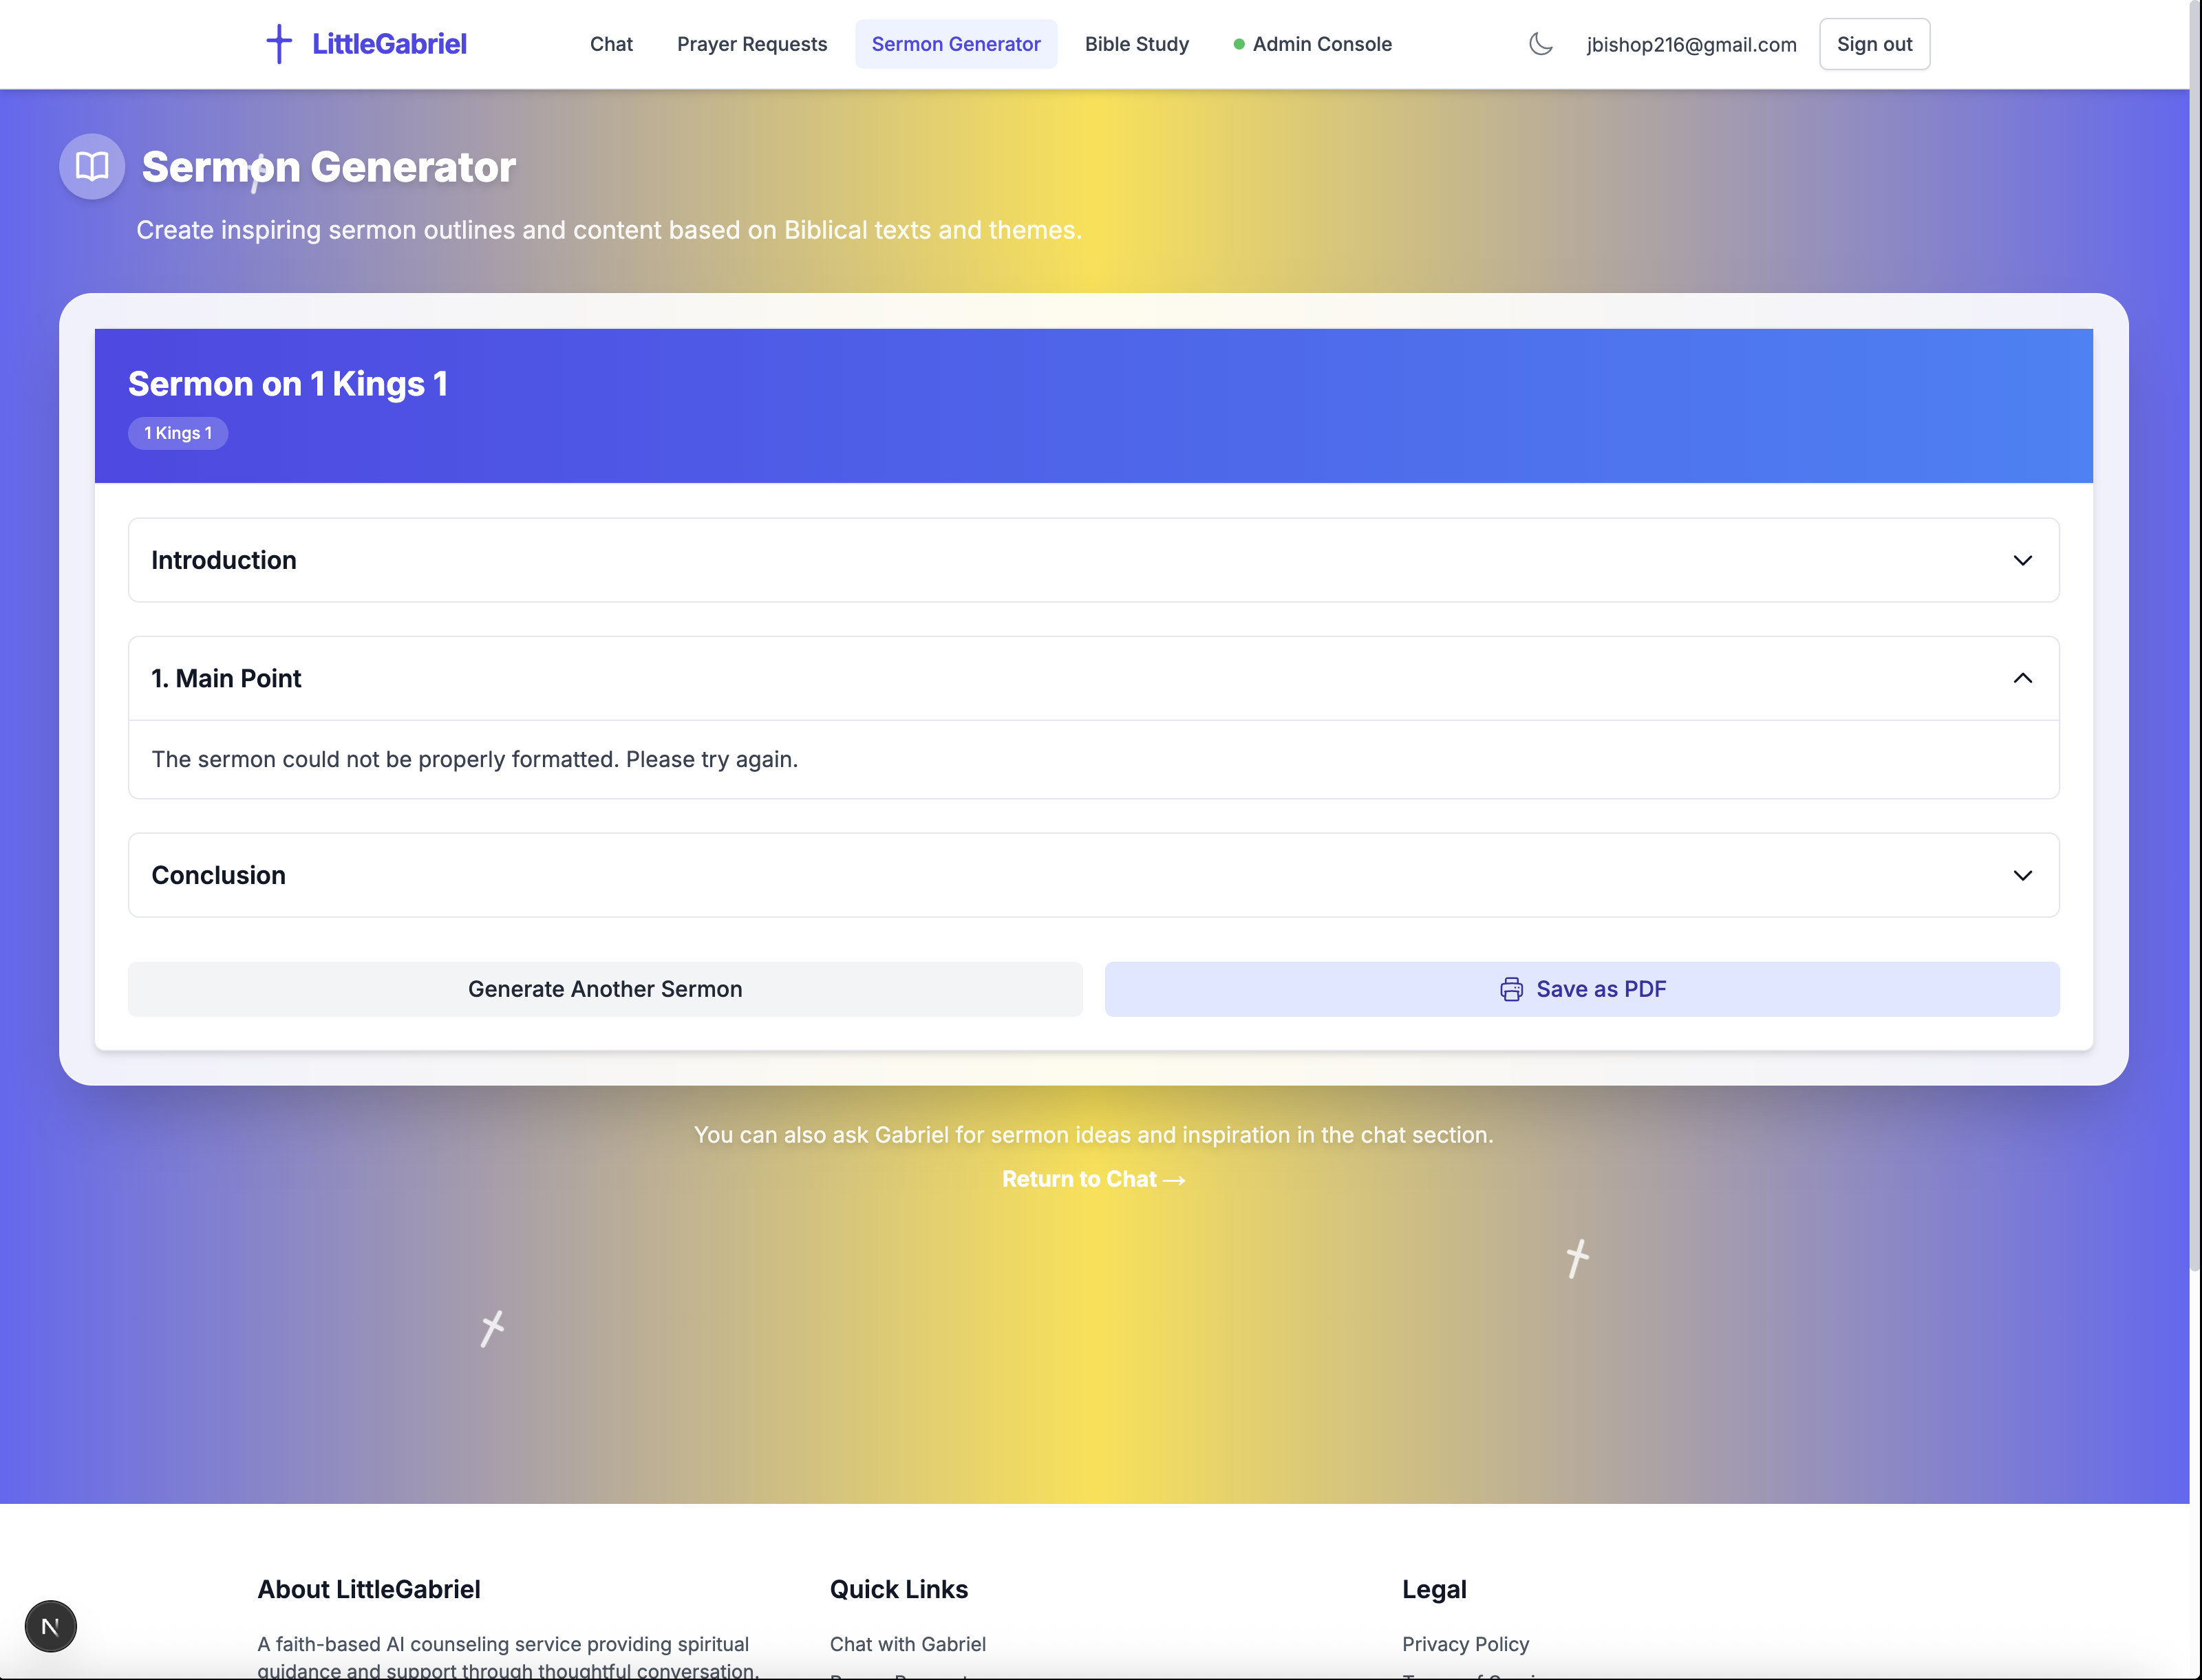 LittleGabriel
Chat
Prayer Requests
Sermon Generator
Bible Study
Admin Console
jbishop216@gmail.com
Sign out
Sermon Generator
Create inspiring sermon outlines and content based on Biblical texts and themes.
Sermon on 1 Kings 1
1 Kings 1
Introduction
1. Main Point
The sermon could not be properly formatted. Please try again.
Conclusion
Generate Another Sermon
Save as PDF
You can also ask Gabriel for sermon ideas and inspiration in the chat section.
Return to Chat →
About LittleGabriel
A faith-based AI counseling service providing spiritual
guidance and support through thoughtful conversation.
Quick Links
Chat with Gabriel
Legal
Privacy Policy
N